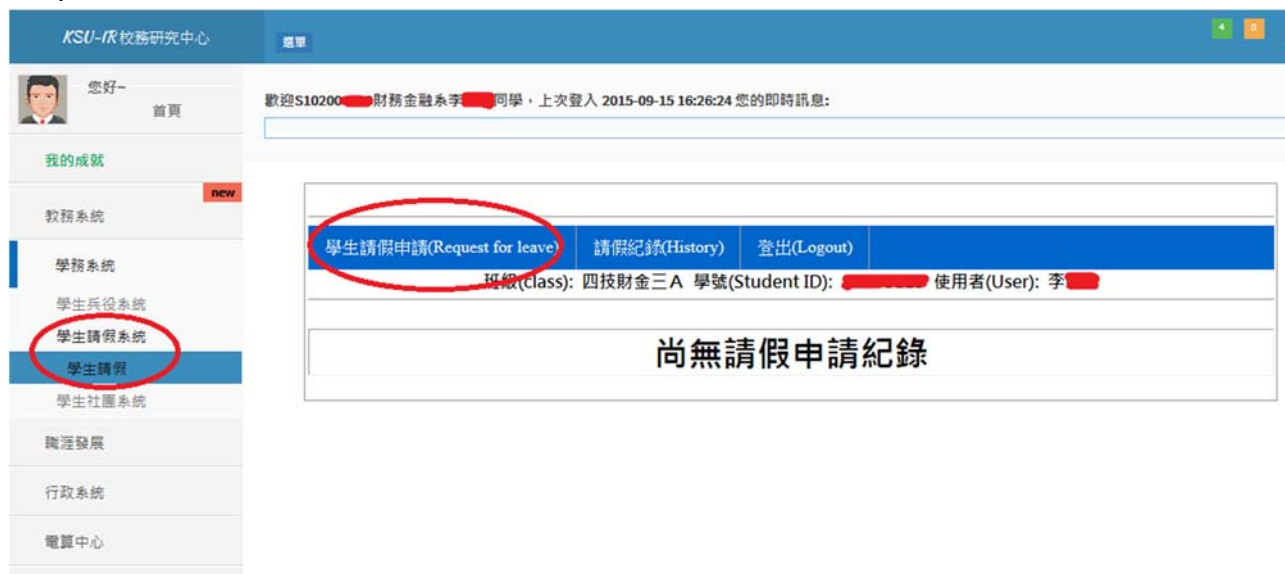 KSU-IR校務研究中心
選單
4
0
您好~
首頁
歡迎S10200 財務金融系李 同學，上次登入 2015-09-15 16:26:24 您的即時訊息:
我的成就
new
教務系統
學務系統
學生兵役系統
學生請假系統
學生請假
學生社團系統
職涯發展
行政系統
電算中心
學生請假申請(Request for leave)
請假紀錄(History)
登出(Logout)
班級(class): 四技財金三A 學號(Student ID): 使用者(User): 李
尚無請假申請紀錄